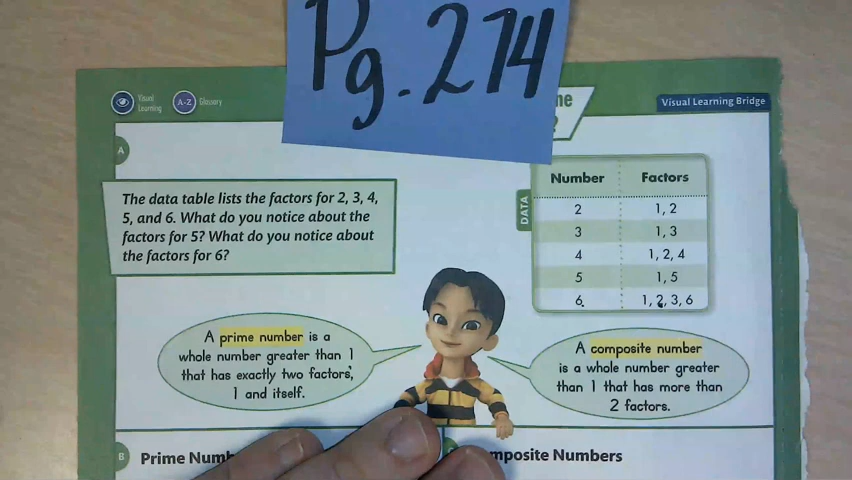 Pg. 274
Visual
Learning
A-Z Glossary
Visual Learning Bridge
A
The data table lists the factors for 2, 3, 4,
5, and 6. What do you notice about the
factors for 5? What do you notice about
the factors for 6?
DATA
Number Factors
2 1, 2
3 1, 3
4 1, 2, 4
5 1, 5
6 1, 2, 3, 6
A prime number is a
whole number greater than 1
that has exactly two factors,
1 and itself.
A composite number
is a whole number greater
than 1 that has more than
2 factors.
B Prime
Composite Numbers